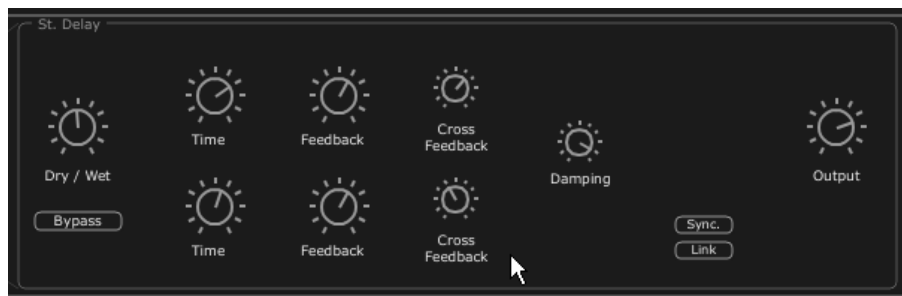 St. Delay
Dry / Wet
Bypass
Time
Feedback
Cross
Feedback
Time
Feedback
Cross
Feedback
Damping
Sync.
Link
Output